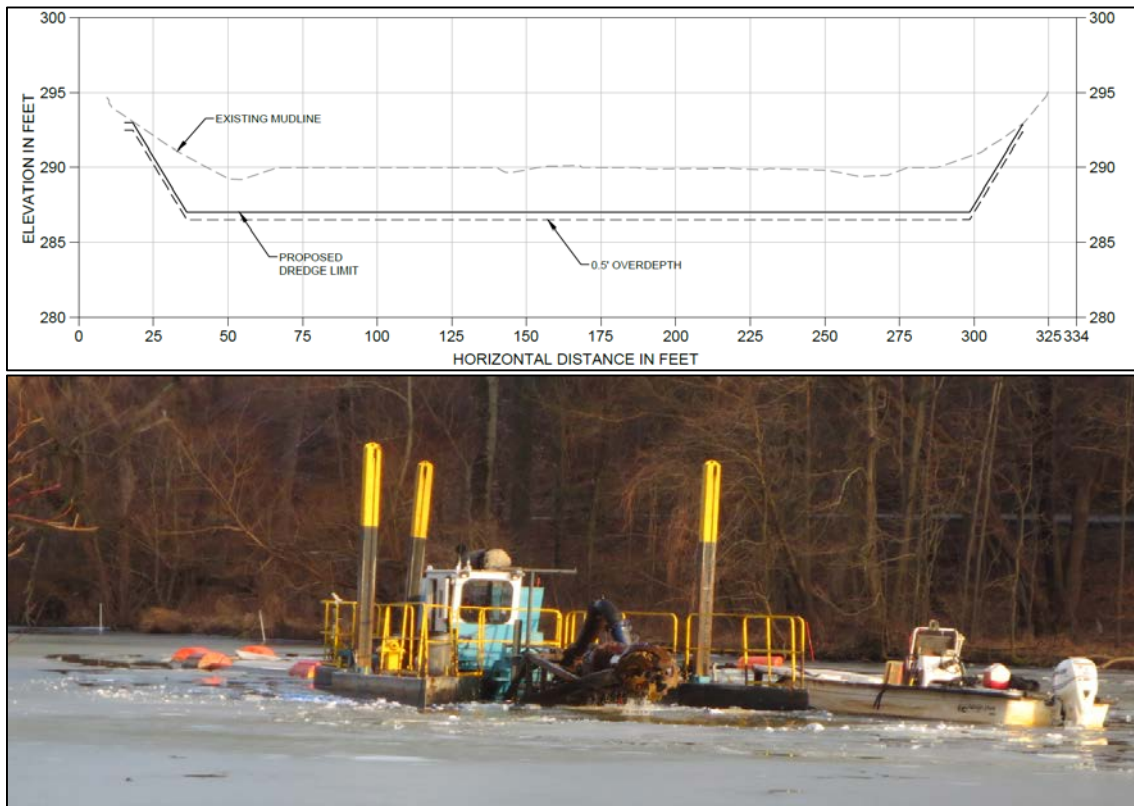 300
295
290
285
280
ELEVATION IN FEET
EXISTING MUDLINE
PROPOSED
DREDGE LIMIT
0.5' OVERDEPTH
300
295
290
285
280
0 25 50 75 100 125 150 175 200 225 250 275 300 325 334
HORIZONTAL DISTANCE IN FEET